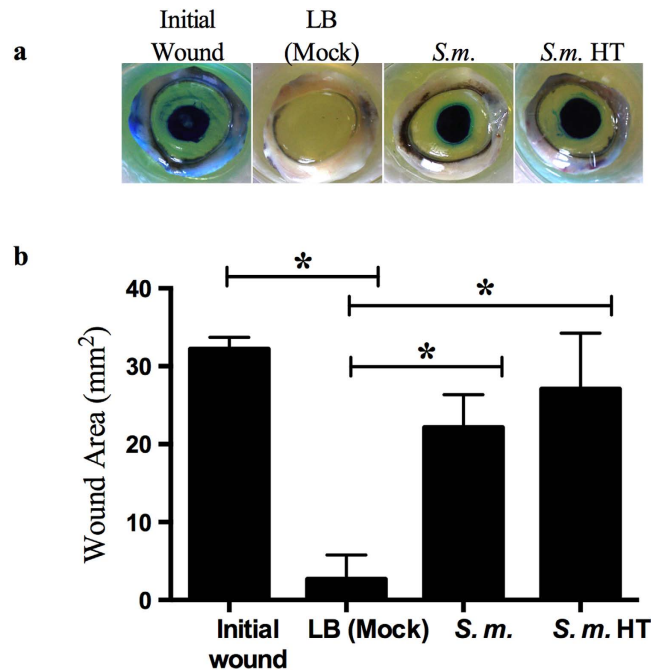 a
Initial
Wound
LB
(Mock)
S.m.
S.m. HT
b
*
*
*
Wound Area (mm²)
40
30
20
10
0
Initial
wound
LB (Mock)
S. m.
S. m. HT